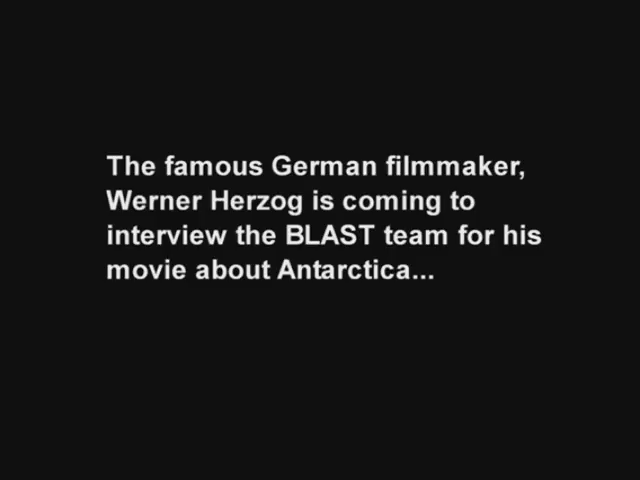 The famous German filmmaker,
Werner Herzog is coming to
interview the BLAST team for his
movie about Antarctica...